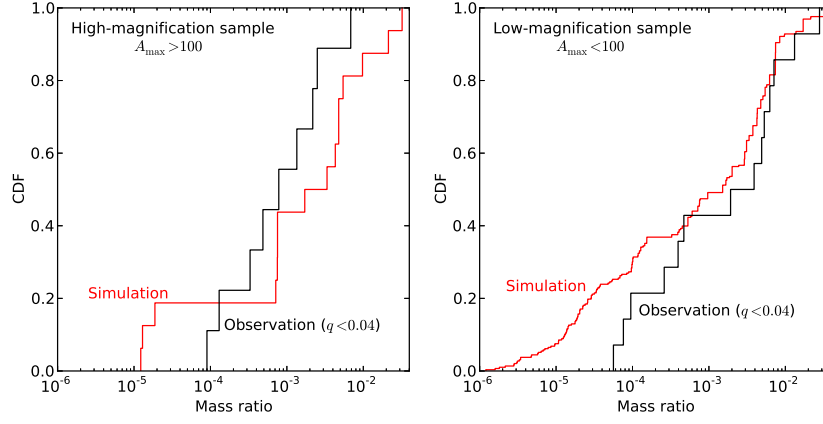 High-magnification sample
A_max >100
1.0
0.8
0.6
0.4
0.2
0.0
CDF
Simulation
Observation (q <0.04)
10^-6
10^-5
10^-4
10^-3
10^-2
Mass ratio
Low-magnification sample
A_max <100
1.0
0.8
0.6
0.4
0.2
0.0
CDF
Simulation
Observation (q <0.04)
10^-6
10^-5
10^-4
10^-3
10^-2
Mass ratio